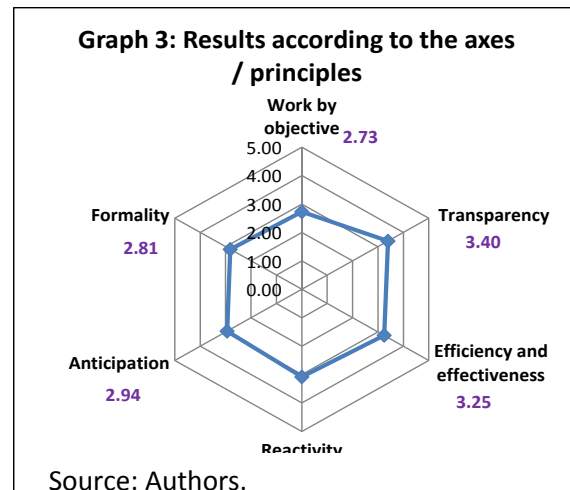 Graph 3: Results according to the axes
/ principles
Work by
objective
2.73
5.00
4.00
3.00
2.00
1.00
0.00
Formality
2.81
Transparency
3.40
Anticipation
2.94
Efficiency and
effectiveness
3.25
Reactivity
Source: Authors.